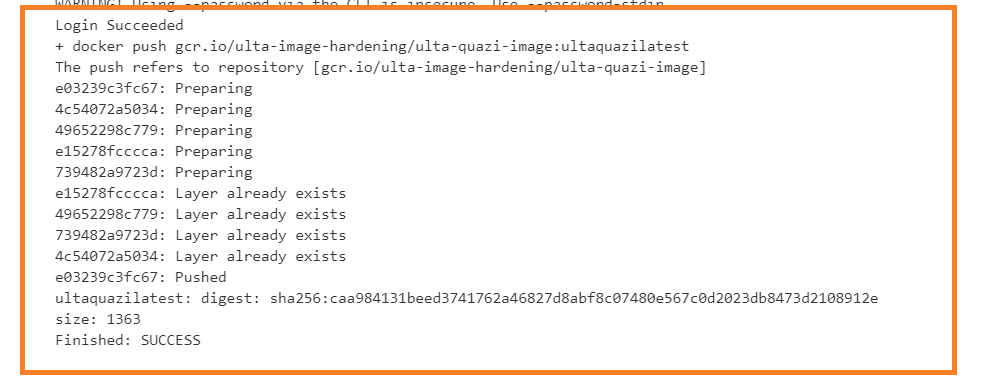 WARNING! Using --password via the CLI is insecure. Use --password-stdin.
Login Succeeded
+ docker push gcr.io/ulta-image-hardening/ulta-quazi-image:ultaquazilatest
The push refers to repository [gcr.io/ulta-image-hardening/ulta-quazi-image]
e03239c3fc67: Preparing
4c54072a5034: Preparing
49652298c779: Preparing
e15278fcccca: Preparing
739482a9723d: Preparing
e15278fcccca: Layer already exists
49652298c779: Layer already exists
739482a9723d: Layer already exists
4c54072a5034: Layer already exists
e03239c3fc67: Pushed
ultaquazilatest: digest: sha256:caa984131beed3741762a46827d8abf8c07480e567c0d2023db8473d2108912e
size: 1363
Finished: SUCCESS